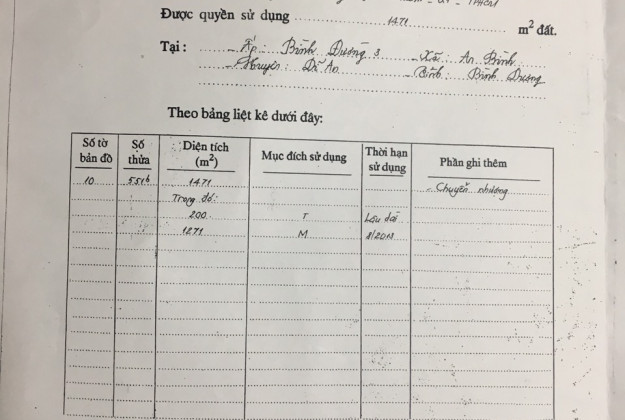 Được quyền sử dụng 1471 m² đất.
Tại : - Ấp: Bình Dương 3 - Xã: An Bình
- Huyện: Dĩ An - Tỉnh: Bình Dương
Theo bảng liệt kê dưới đây:
Số tờ bản đồ Số thửa Diện tích (m²) Mục đích sử dụng Thời hạn sử dụng Phần ghi thêm
10 551⁶ 1471 - Chuyển nhượng
Trong đó:
200 T Lâu dài
1271 M 8/2013